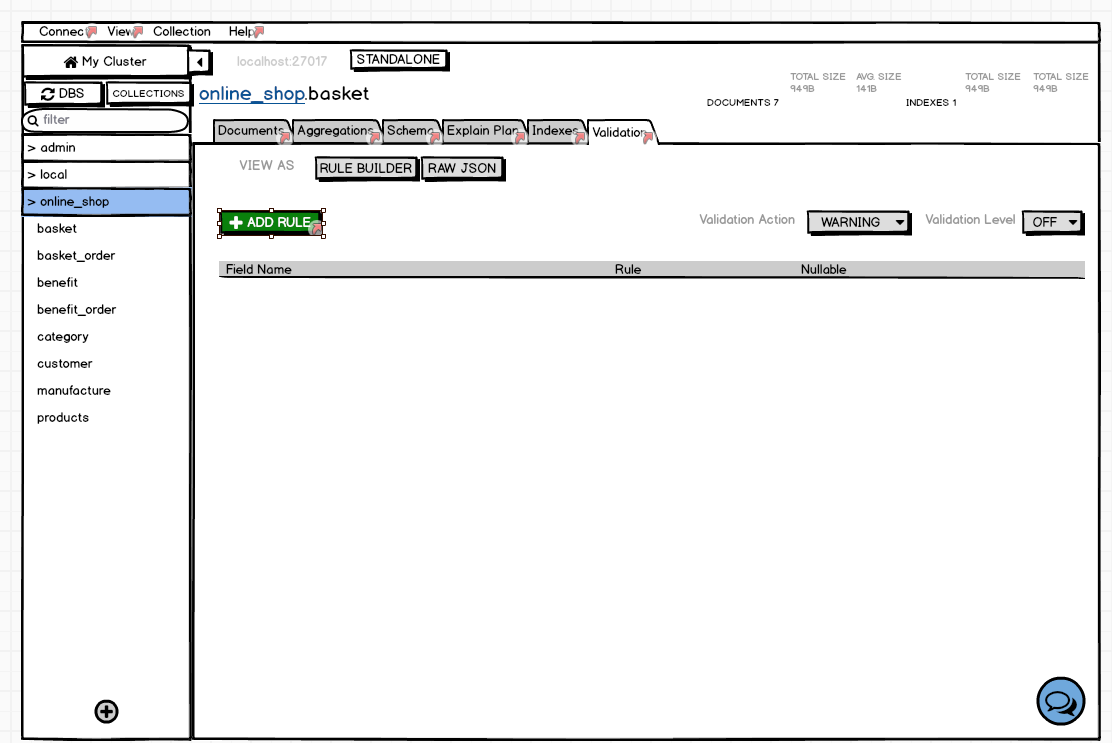 Connec View Collection Help
My Cluster
localhost:27017 STANDALONE
DBS COLLECTIONS
online_shop.basket
DOCUMENTS 7
TOTAL SIZE AVG. SIZE
949B 141B
INDEXES 1
TOTAL SIZE TOTAL SIZE
949B 949B
filter
Documents Aggregations Schema Explain Plan Indexes Validation
> admin
> local
> online_shop
basket
basket_order
benefit
benefit_order
category
customer
manufacture
products
VIEW AS RULE BUILDER RAW JSON
ADD RULE Validation Action WARNING Validation Level OFF
Field Name Rule Nullable